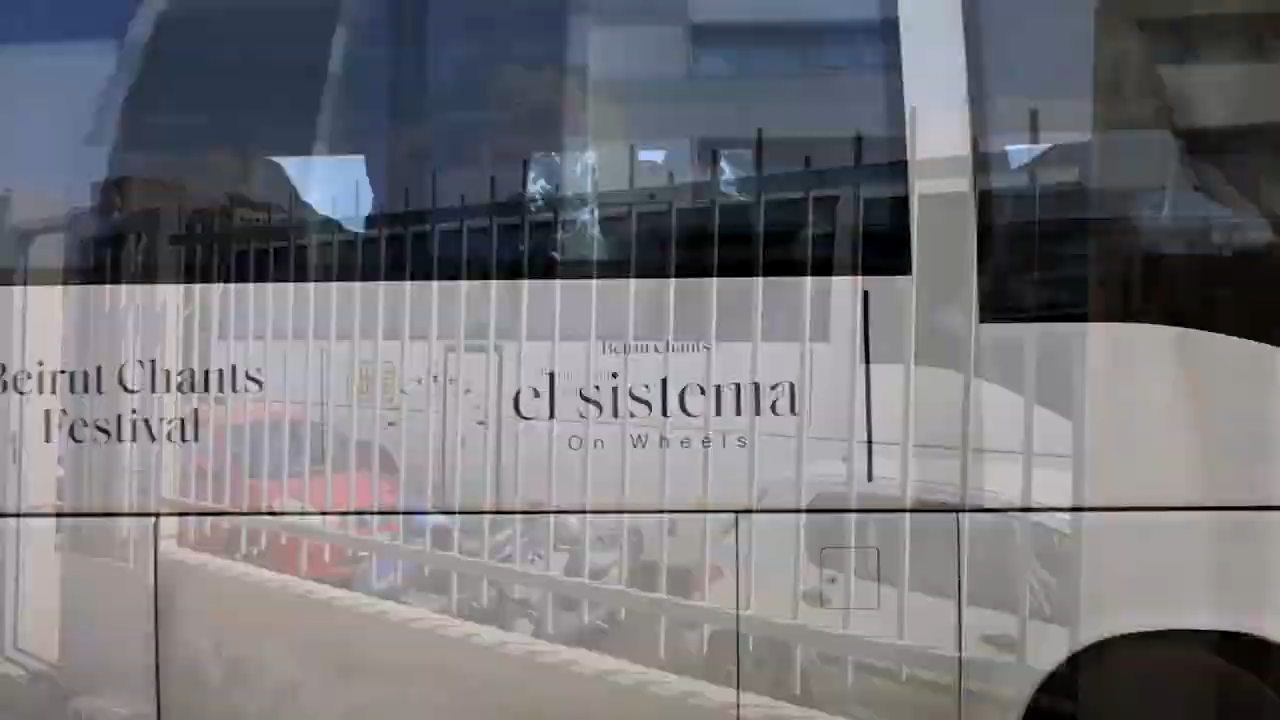 Beirut Chants
Festival
Beirut Chants
el sistema
On Wheels